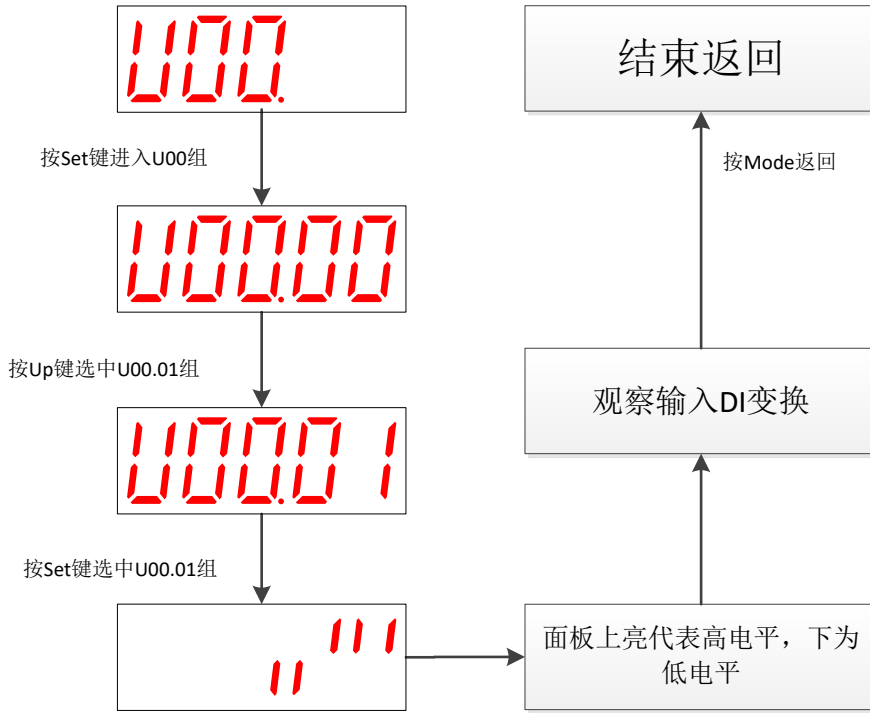 U00.
按Set键进入U00组
U00.00
按Up键选中U00.01组
U00.01
按Set键选中U00.01组
面板上亮代表高电平，下为
低电平
观察输入DI变换
按Mode返回
结束返回